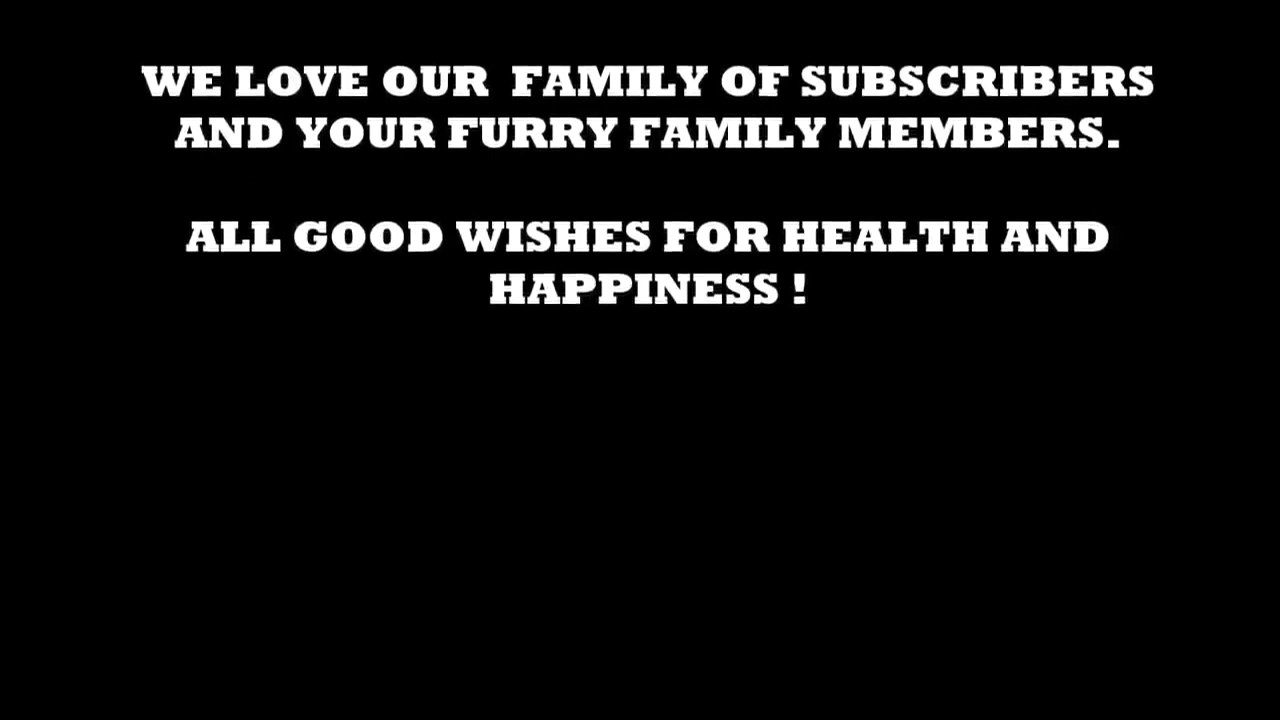 WE LOVE OUR  FAMILY OF SUBSCRIBERS
AND YOUR FURRY FAMILY MEMBERS.
ALL GOOD WISHES FOR HEALTH AND
HAPPINESS !